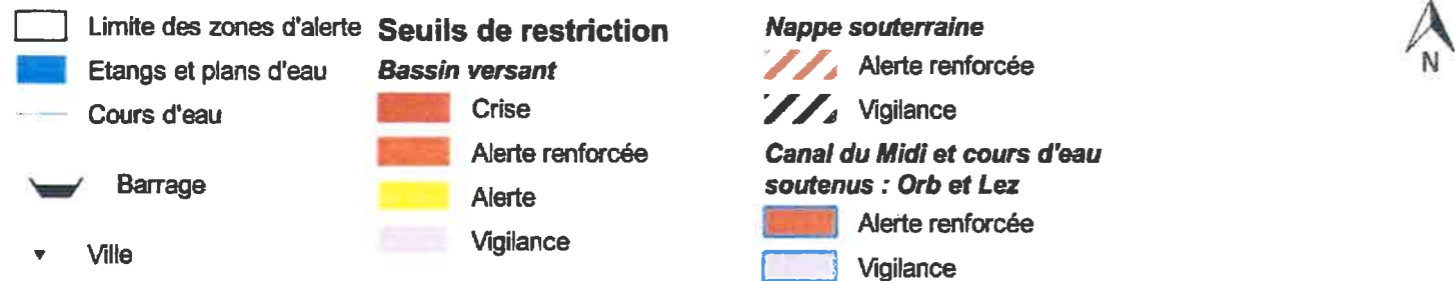 Limite des zones d'alerte
Etangs et plans d'eau
Cours d'eau
Barrage
Ville
Seuils de restriction
Bassin versant
Crise
Alerte renforcée
Alerte
Vigilance
Nappe souterraine
Alerte renforcée
Vigilance
Canal du Midi et cours d'eau
soutenus : Orb et Lez
Alerte renforcée
Vigilance
N